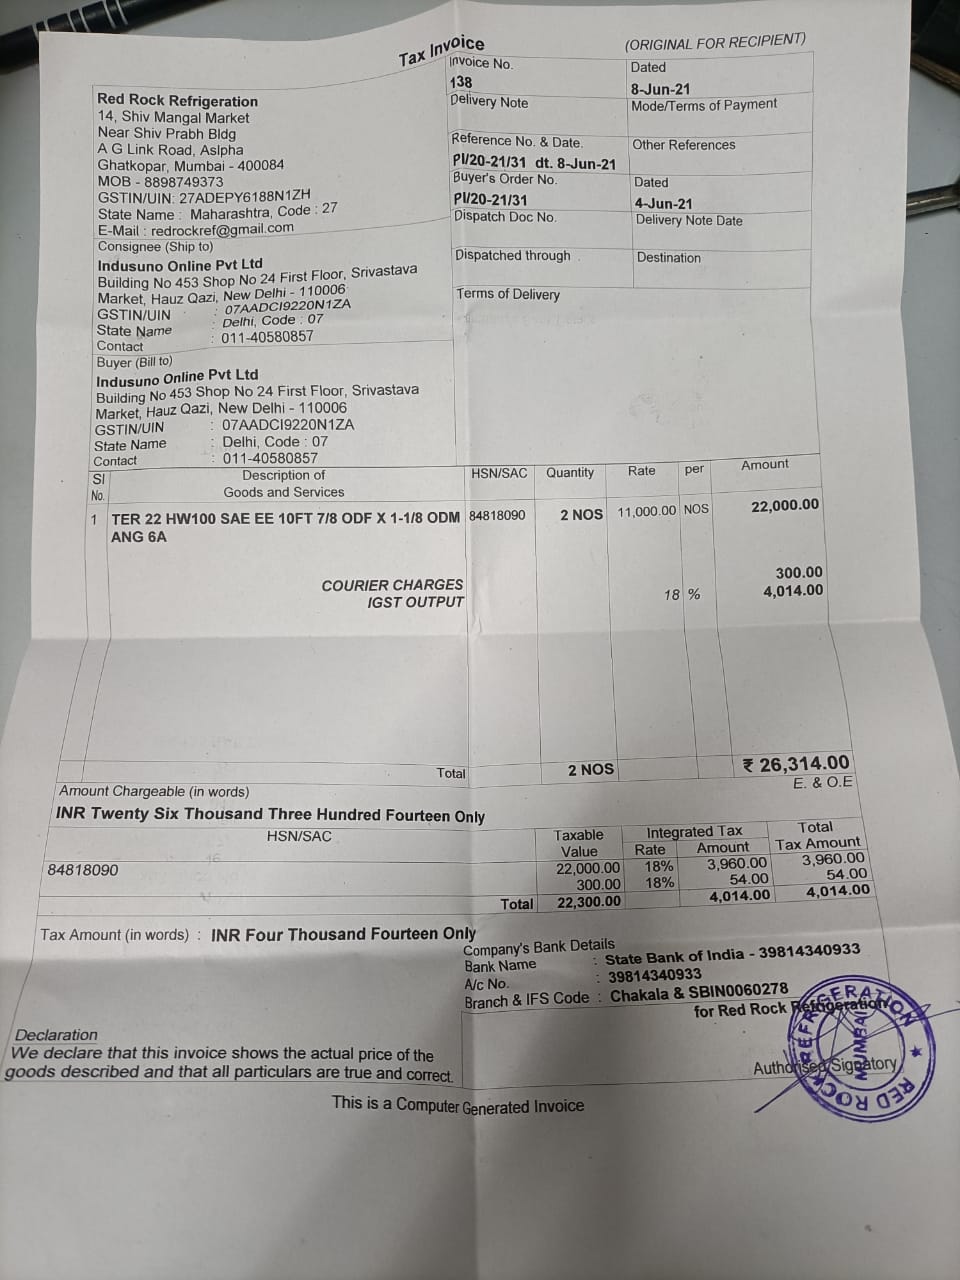 Tax Invoice
(ORIGINAL FOR RECIPIENT)
Red Rock Refrigeration
14, Shiv Mangal Market
Near Shiv Prabh Bldg
A G Link Road, Aslpha
Ghatkopar, Mumbai - 400084
MOB - 8898749373
GSTIN/UIN: 27ADEPY6188N1ZH
State Name : Maharashtra, Code : 27
E-Mail : redrockref@gmail.com
Invoice No.
138
Dated
8-Jun-21
Delivery Note
Mode/Terms of Payment
Reference No. & Date.
PI/20-21/31 dt. 8-Jun-21
Other References
Buyer's Order No.
PI/20-21/31
Dated
4-Jun-21
Dispatch Doc No.
Delivery Note Date
Dispatched through
Destination
Terms of Delivery
Consignee (Ship to)
Indusuno Online Pvt Ltd
Building No 453 Shop No 24 First Floor, Srivastava
Market, Hauz Qazi, New Delhi - 110006
GSTIN/UIN : 07AADCI9220N1ZA
State Name : Delhi, Code : 07
Contact : 011-40580857
Buyer (Bill to)
Indusuno Online Pvt Ltd
Building No 453 Shop No 24 First Floor, Srivastava
Market, Hauz Qazi, New Delhi - 110006
GSTIN/UIN : 07AADCI9220N1ZA
State Name : Delhi, Code : 07
Contact : 011-40580857
Sl No. Description of Goods and Services HSN/SAC Quantity Rate per Amount
1 TER 22 HW100 SAE EE 10FT 7/8 ODF X 1-1/8 ODM 84818090 2 NOS 11,000.00 NOS 22,000.00
ANG 6A
COURIER CHARGES 300.00
IGST OUTPUT 18 % 4,014.00
Total 2 NOS ₹ 26,314.00
Amount Chargeable (in words) E. & O.E
INR Twenty Six Thousand Three Hundred Fourteen Only
HSN/SAC Taxable Value Integrated Tax Rate Amount Total Tax Amount
84818090 22,000.00 18% 3,960.00 3,960.00
300.00 18% 54.00 54.00
Total 22,300.00 4,014.00 4,014.00
Tax Amount (in words) : INR Four Thousand Fourteen Only
Company's Bank Details
Bank Name : State Bank of India - 39814340933
A/c No. : 39814340933
Branch & IFS Code : Chakala & SBIN0060278
for Red Rock Refrigeration
Authorised Signatory
RED ROCK REFRIGERATION
MUMBAI
Declaration
We declare that this invoice shows the actual price of the
goods described and that all particulars are true and correct.
This is a Computer Generated Invoice